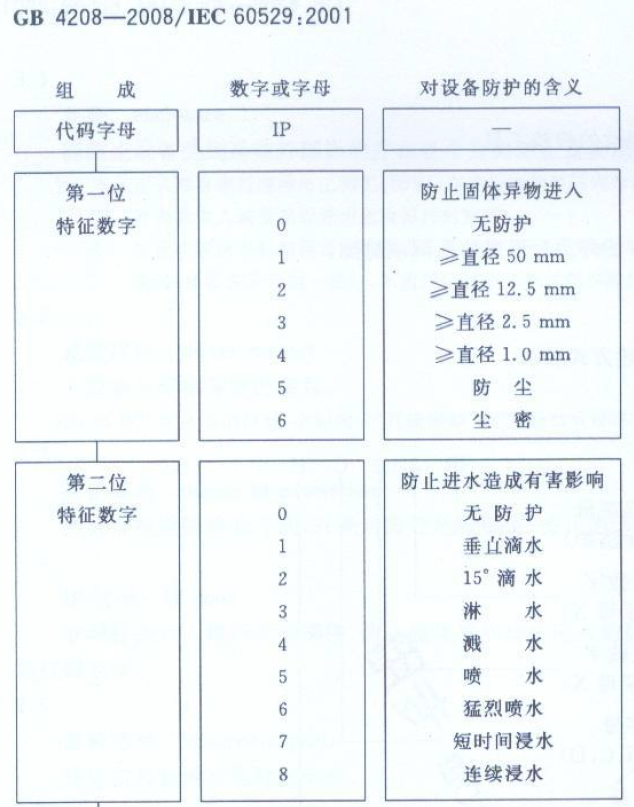 GB 4208—2008/IEC 60529:2001
组 成 数字或字母 对设备防护的含义
代码字母 IP —
第一位 防止固体异物进入
特征数字 0 无防护
1 ≥直径 50 mm
2 ≥直径 12.5 mm
3 ≥直径 2.5 mm
4 ≥直径 1.0 mm
5 防 尘
6 尘 密
第二位 防止进水造成有害影响
特征数字 0 无 防 护
1 垂直滴水
2 15°滴 水
3 淋 水
4 溅 水
5 喷 水
6 猛烈喷水
7 短时间浸水
8 连续浸水